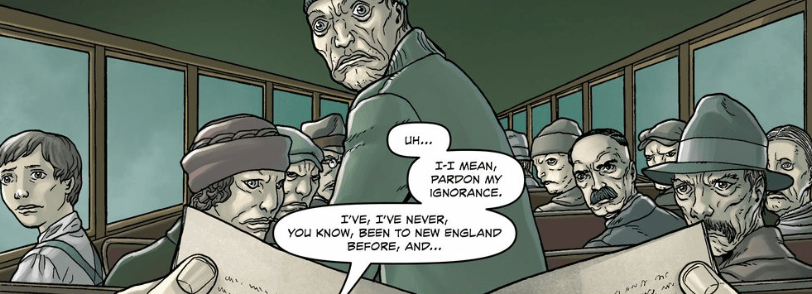 UH...
I-I MEAN,
PARDON MY
IGNORANCE.
I'VE, I'VE NEVER,
YOU KNOW, BEEN TO NEW ENGLAND
BEFORE, AND...